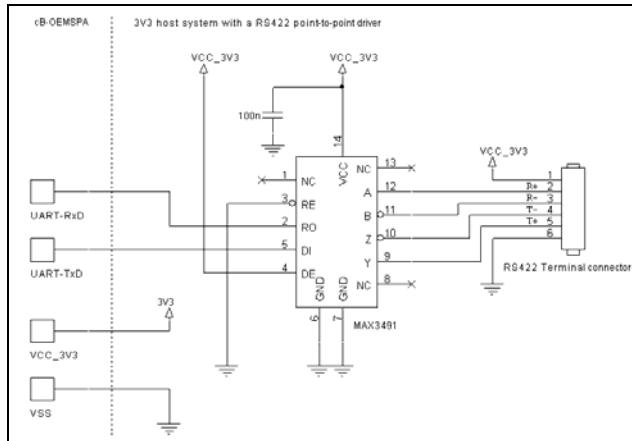 cB-OEMSPA
3V3 host system with a RS422 point-to-point driver
VCC_3V3
VCC_3V3
100n
14
VCC
VCC_3V3
1
NC
NC
13
3
RE
A
12
R+
1
2
UART-RxD
2
RO
B
11
R-
3
5
DI
Z
10
T-
4
UART-TxD
4
DE
Y
9
T+
5
6
NC
8
RS422 Terminal connector
GND
GND
6
7
MAX3491
3V3
VCC_3V3
VSS